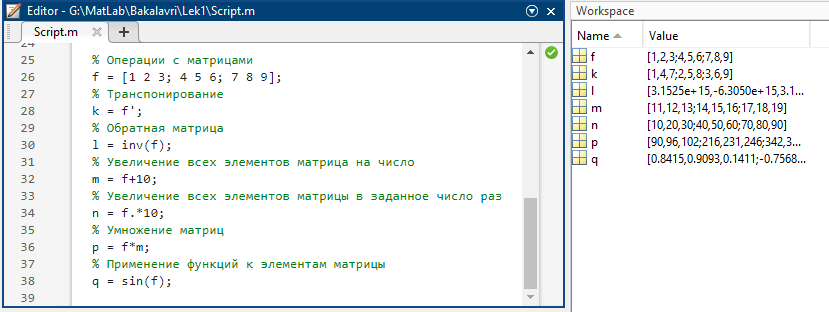 Editor - G:\MatLab\Bakalavri\Lek1\Script.m
Script.m
24
25 % Операции с матрицами
26 f = [1 2 3; 4 5 6; 7 8 9];
27 % Транспонирование
28 k = f';
29 % Обратная матрица
30 l = inv(f);
31 % Увеличение всех элементов матрица на число
32 m = f+10;
33 % Увеличение всех элементов матрицы в заданное число раз
34 n = f.*10;
35 % Умножение матриц
36 p = f*m;
37 % Применение функций к элементам матрицы
38 q = sin(f);
39
Workspace
Name Value
f [1,2,3;4,5,6;7,8,9]
k [1,4,7;2,5,8;3,6,9]
l [3.1525e+15,-6.3050e+15,3.1...
m [11,12,13;14,15,16;17,18,19]
n [10,20,30;40,50,60;70,80,90]
p [90,96,102;216,231,246;342,3...
q [0.8415,0.9093,0.1411;-0.7568...